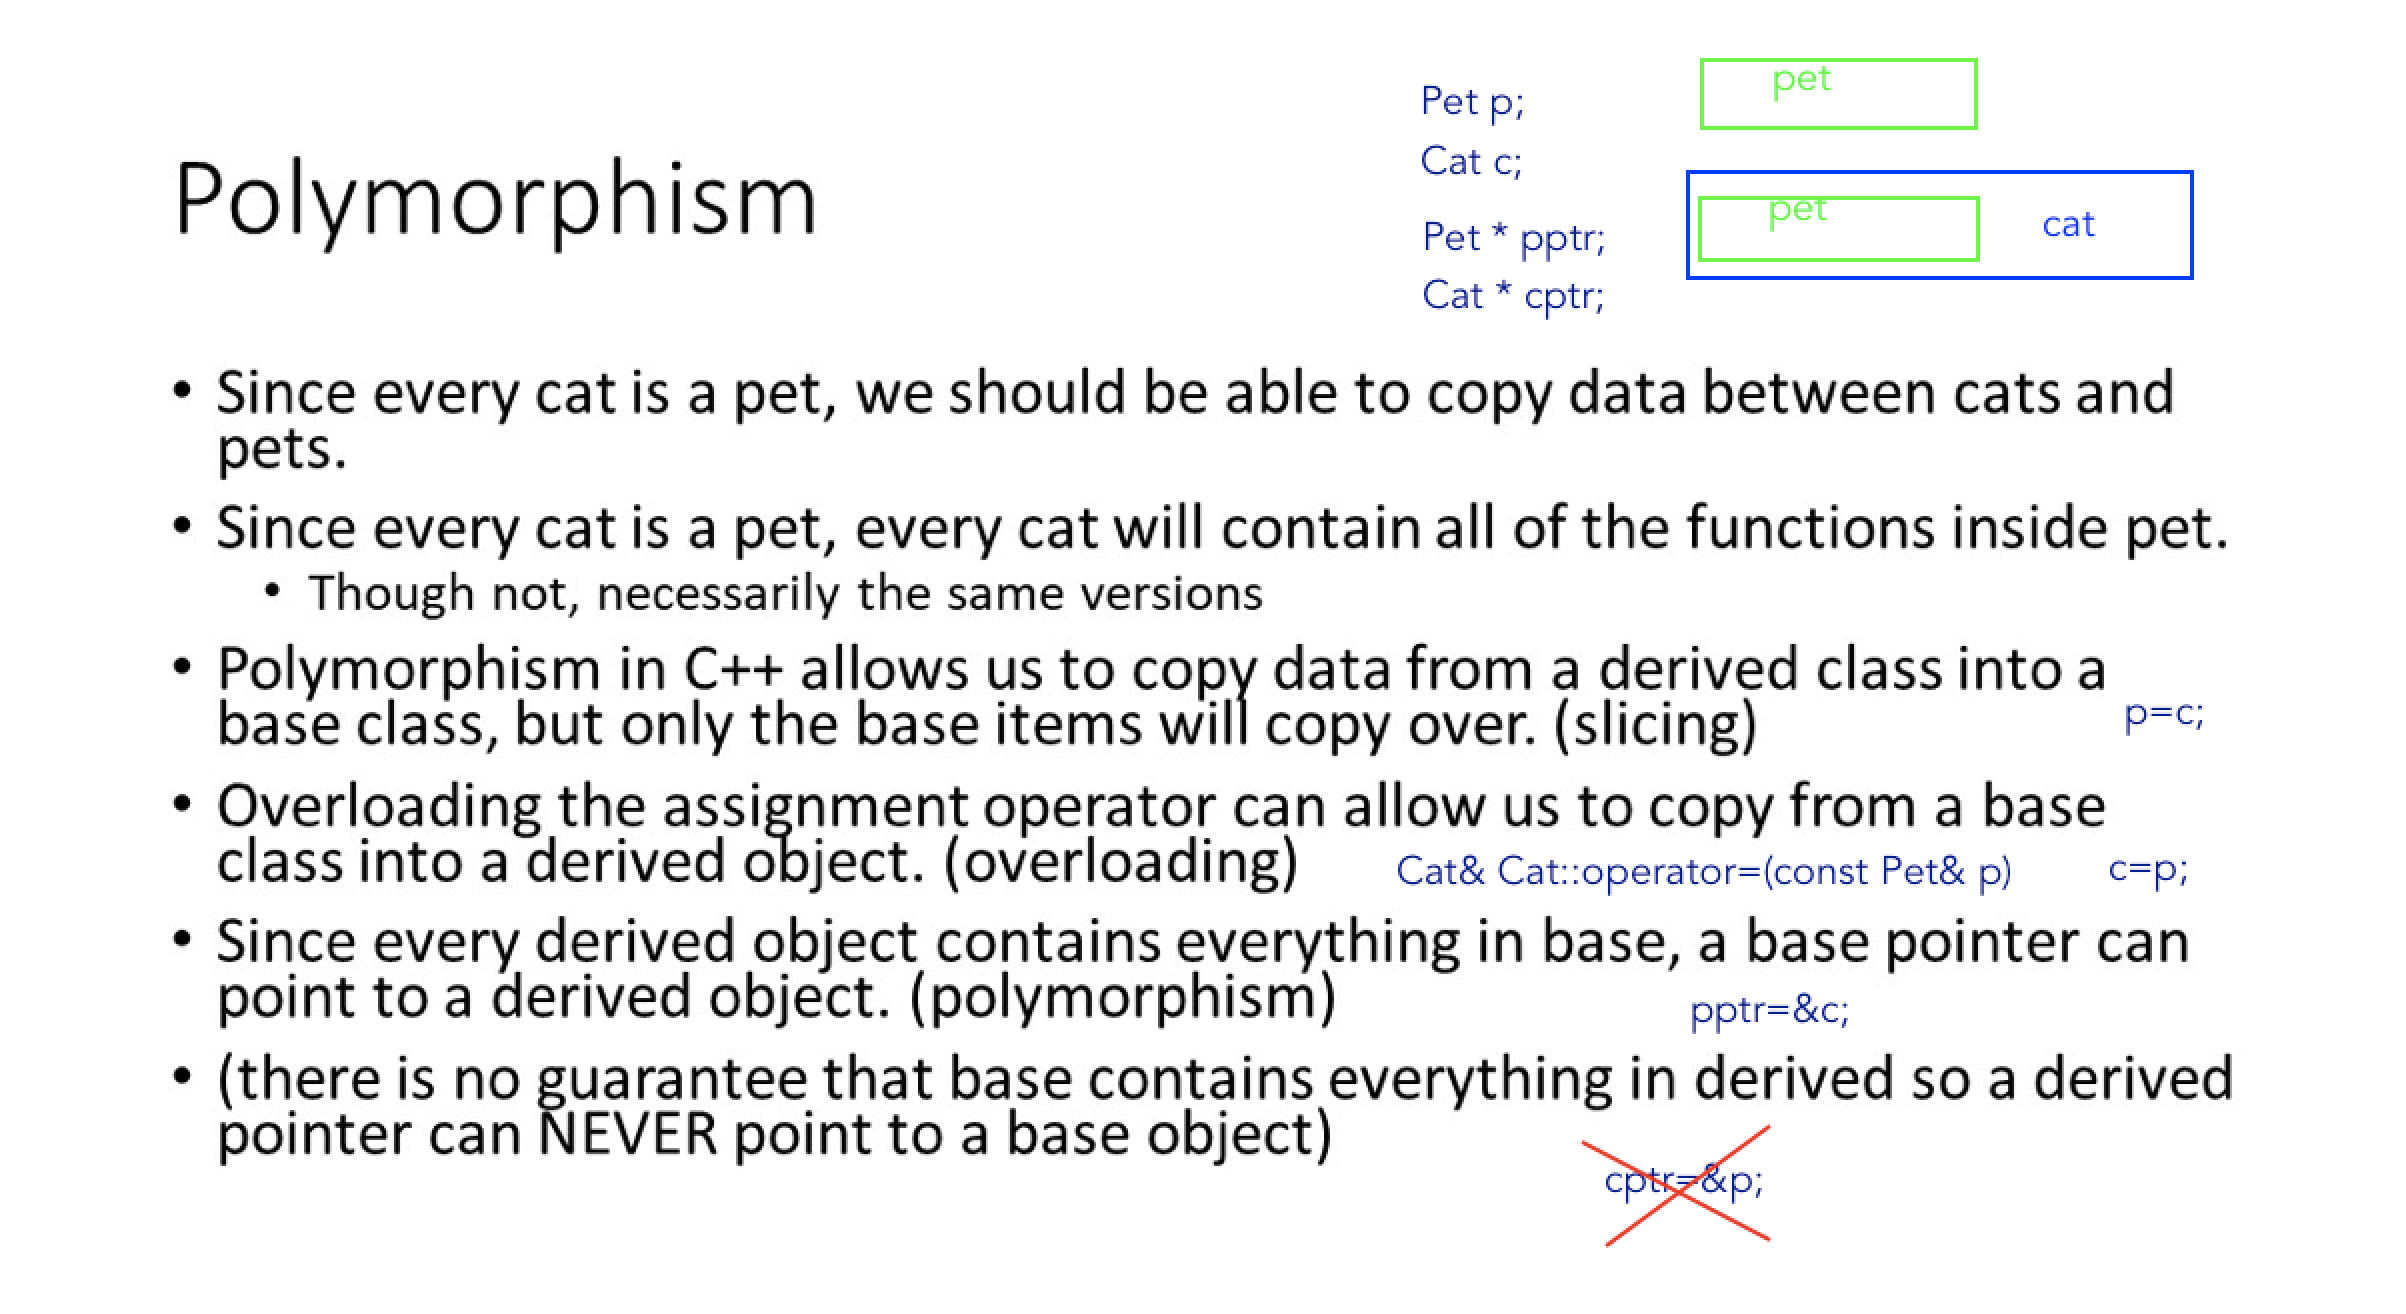 Pet p;
pet
Cat c;
Polymorphism
pet
cat
Pet * pptr;
Cat * cptr;
• Since every cat is a pet, we should be able to copy data between cats and
pets.
• Since every cat is a pet, every cat will contain all of the functions inside pet.
• Though not, necessarily the same versions
• Polymorphism in C++ allows us to copy data from a derived class into a
base class, but only the base items will copy over. (slicing)
p=c;
• Overloading the assignment operator can allow us to copy from a base
class into a derived object. (overloading)
Cat& Cat::operator=(const Pet& p)
c=p;
• Since every derived object contains everything in base, a base pointer can
point to a derived object. (polymorphism)
pptr=&c;
• (there is no guarantee that base contains everything in derived so a derived
pointer can NEVER point to a base object)
cptr=&p;